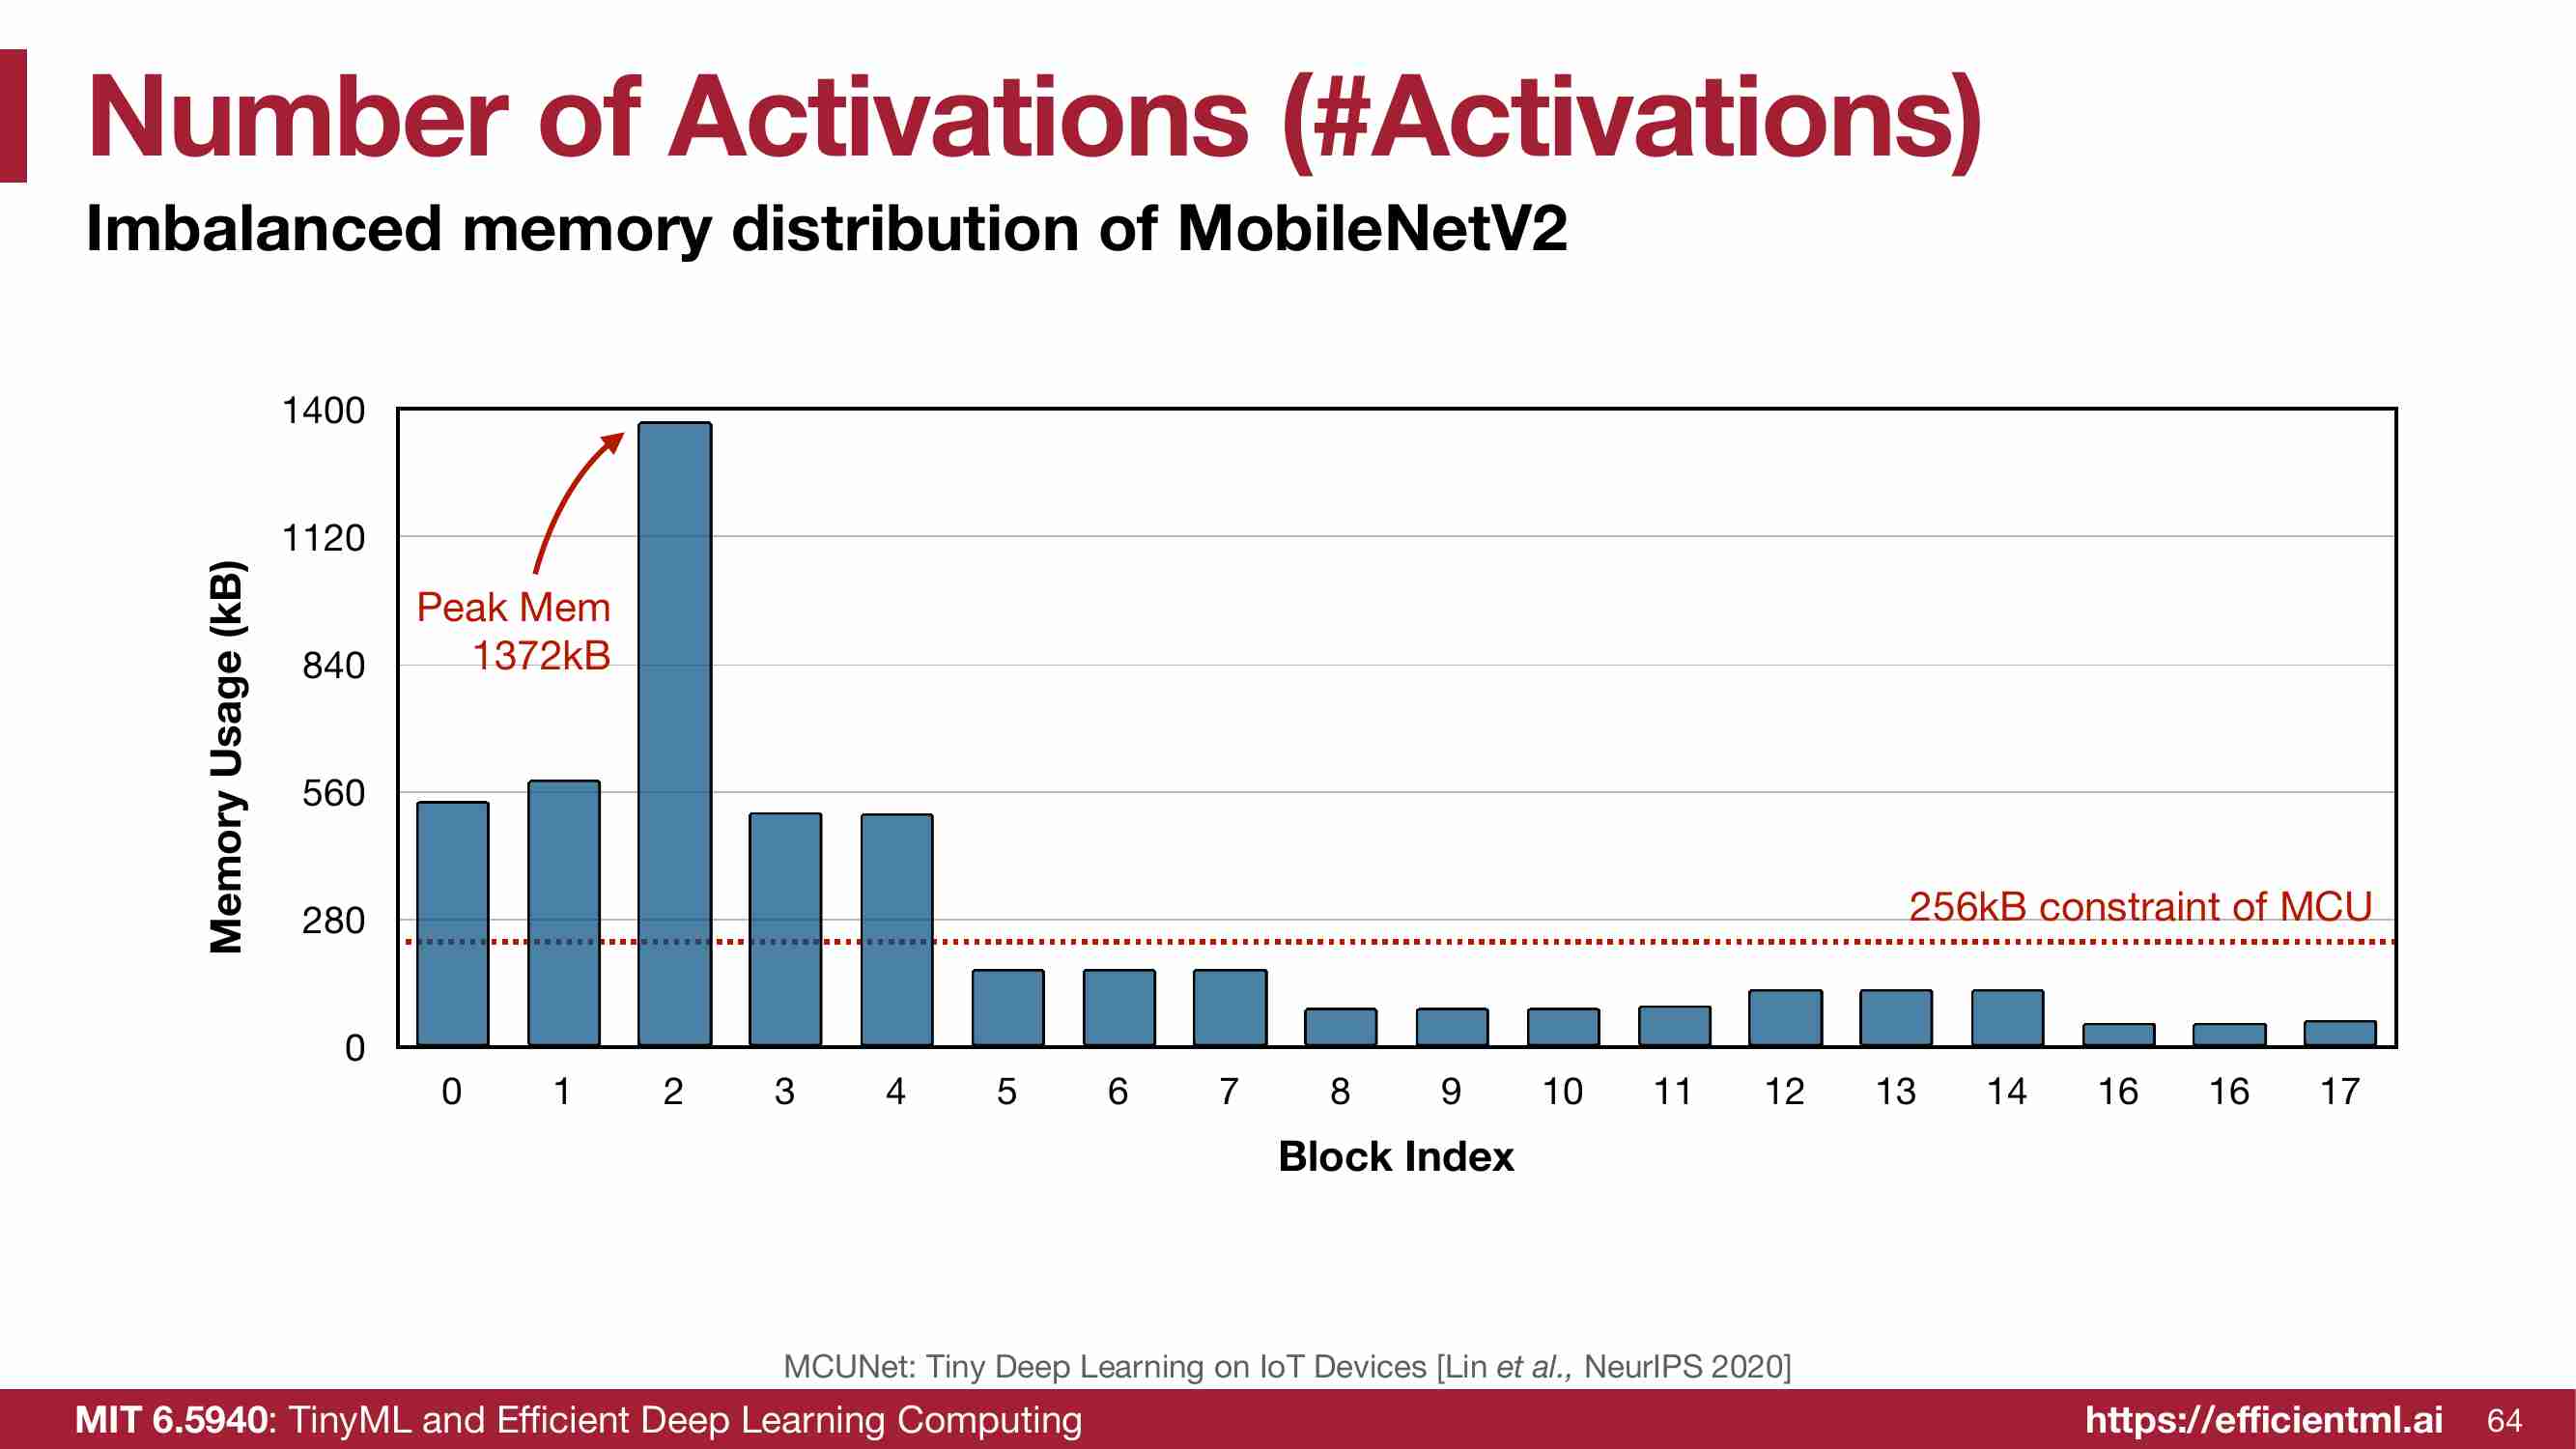 Number of Activations (#Activations)
Imbalanced memory distribution of MobileNetV2
1400
1120
840
560
280
0
Memory Usage (kB)
Peak Mem
1372kB
256kB constraint of MCU
0 1 2 3 4 5 6 7 8 9 10 11 12 13 14 16 16 17
Block Index
MCUNet: Tiny Deep Learning on IoT Devices [Lin et al., NeurIPS 2020]
MIT 6.5940: TinyML and Efficient Deep Learning Computing
https://efficientml.ai 64